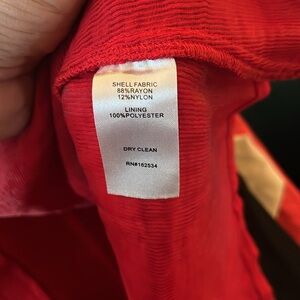 SHELL FABRIC
88%RAYON
12%NYLON
LINING
100%POLYESTER
DRY CLEAN
RN#162534